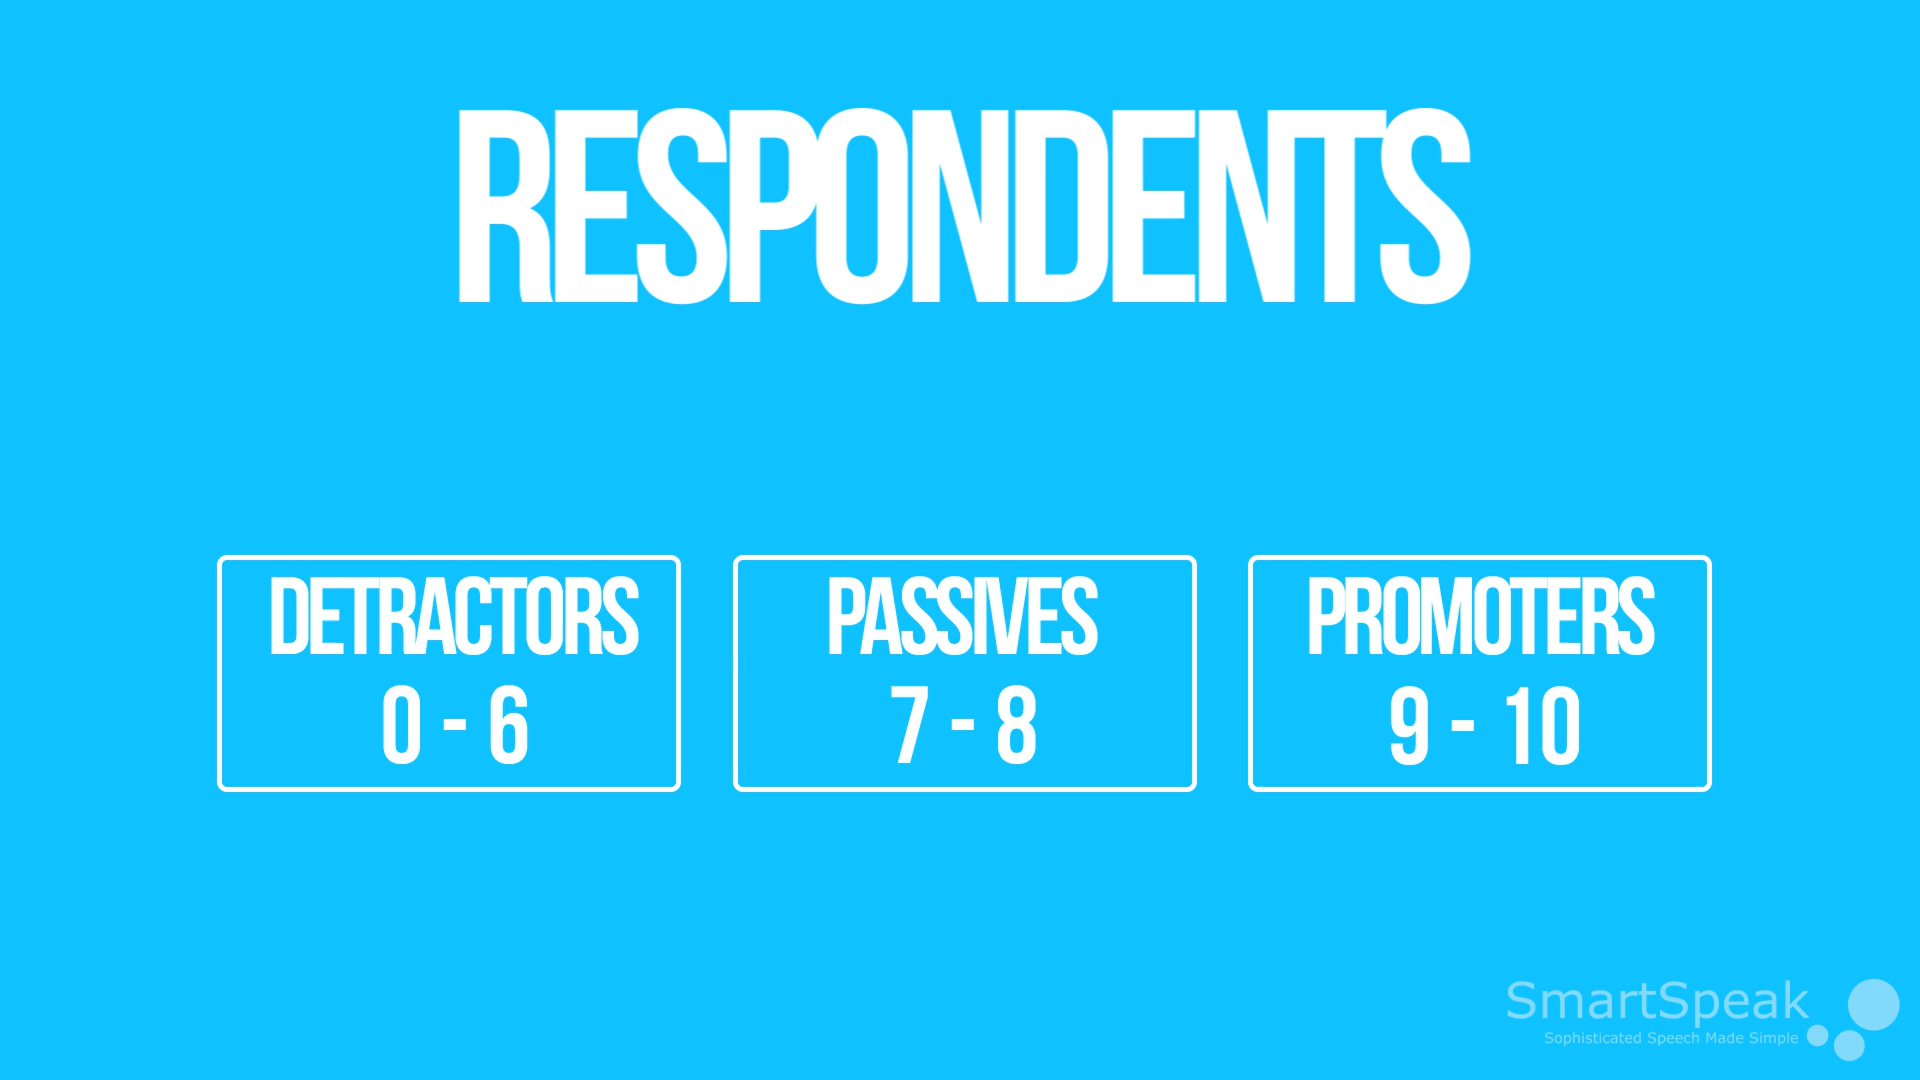 RESPONDENTS
DETRACTORS
0 - 6
PASSIVES
7 - 8
PROMOTERS
9 - 10
SmartSpeak
Sophisticated Speech Made Simple